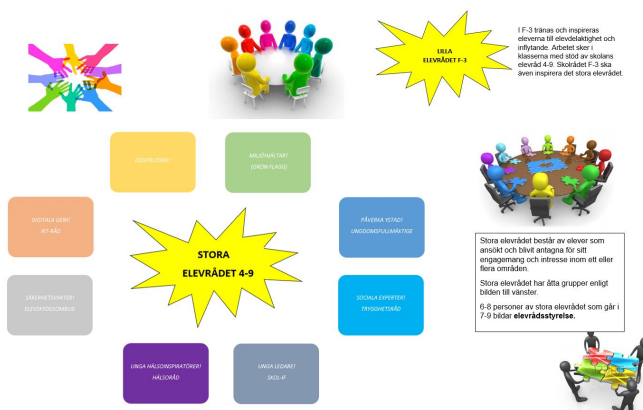 LILLA
ELEVRÅDET F-3
I F-3 tränas och inspireras
eleverna till elevdelaktighet och
inflytande. Arbetet sker i
klasserna med stöd av skolans
elevråd 4-9. Skolrådet F-3 ska
även inspirera det stora elevrådet.
MILJÖHJÄLTAR!
(GRÖN FLAGG)
DIGITALA GENI!
IKT-RÅD
PÅVERKA YSTAD!
UNGDOMSFULLMÄKTIGE
STORA
ELEVRÅDET 4-9
ELEVSKYDDSOMBUD
SOCIALA EXPERTER!
TRYGGHETSRÅD
UNGA HÄLSOINSPIRATÖRER!
HÄLSORÅD
UNGA LEDARE!
SKOL-IF
Stora elevrådet består av elever som
ansökt och blivit antagna för sitt
engagemang och intresse inom ett eller
flera områden.
Stora elevrådet har åtta grupper enligt
bilden till vänster.
6-8 personer av stora elevrådet som går i
7-9 bildar elevrådsstyrelse.